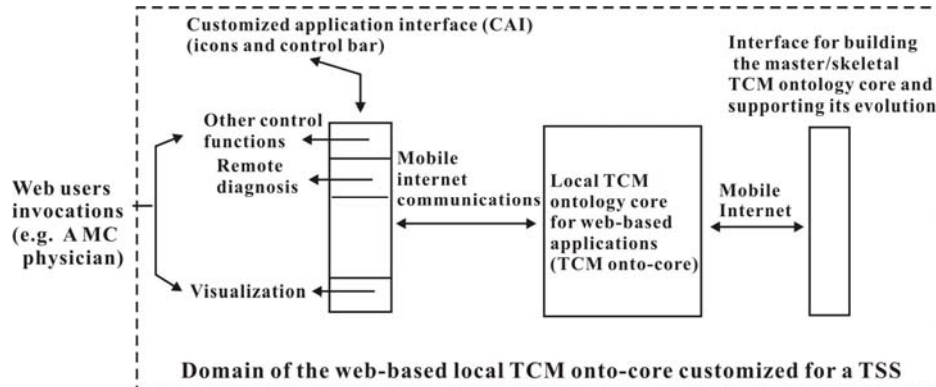 Customized application interface (CAI)
(icons and control bar)
Interface for building
the master/skeletal
TCM ontology core and
supporting its evolution
Other control
functions
Remote
diagnosis
Mobile
internet
communications
Local TCM
ontology core
for web-based
applications
(TCM onto-core)
Mobile
Internet
Web users
invocations
(e.g. A MC
physician)
Visualization
Domain of the web-based local TCM onto-core customized for a TSS